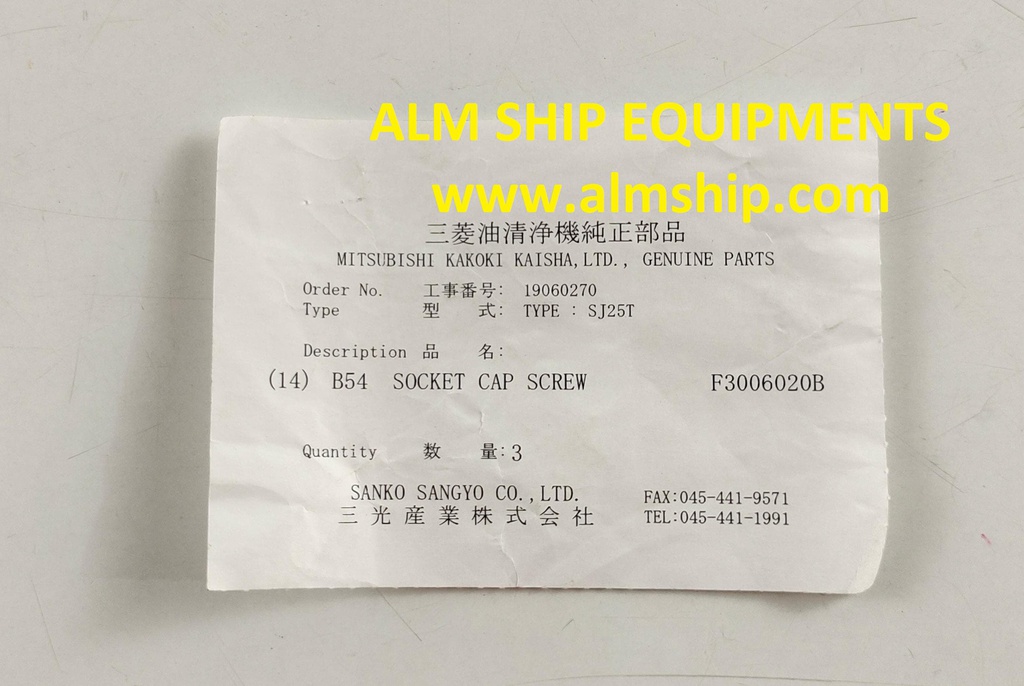 ALM SHIP EQUIPMENTS
www.almship.com
三菱油清浄機純正部品
MITSUBISHI KAKOKI KAISHA,LTD., GENUINE PARTS
Order No. 工事番号: 19060270
Type 型 式: TYPE : SJ25T
Description 品 名:
(14) B54 SOCKET CAP SCREW F3006020B
Quantity 数 量: 3
SANKO SANGYO CO.,LTD. FAX:045-441-9571
三光産業株式会社 TEL:045-441-1991